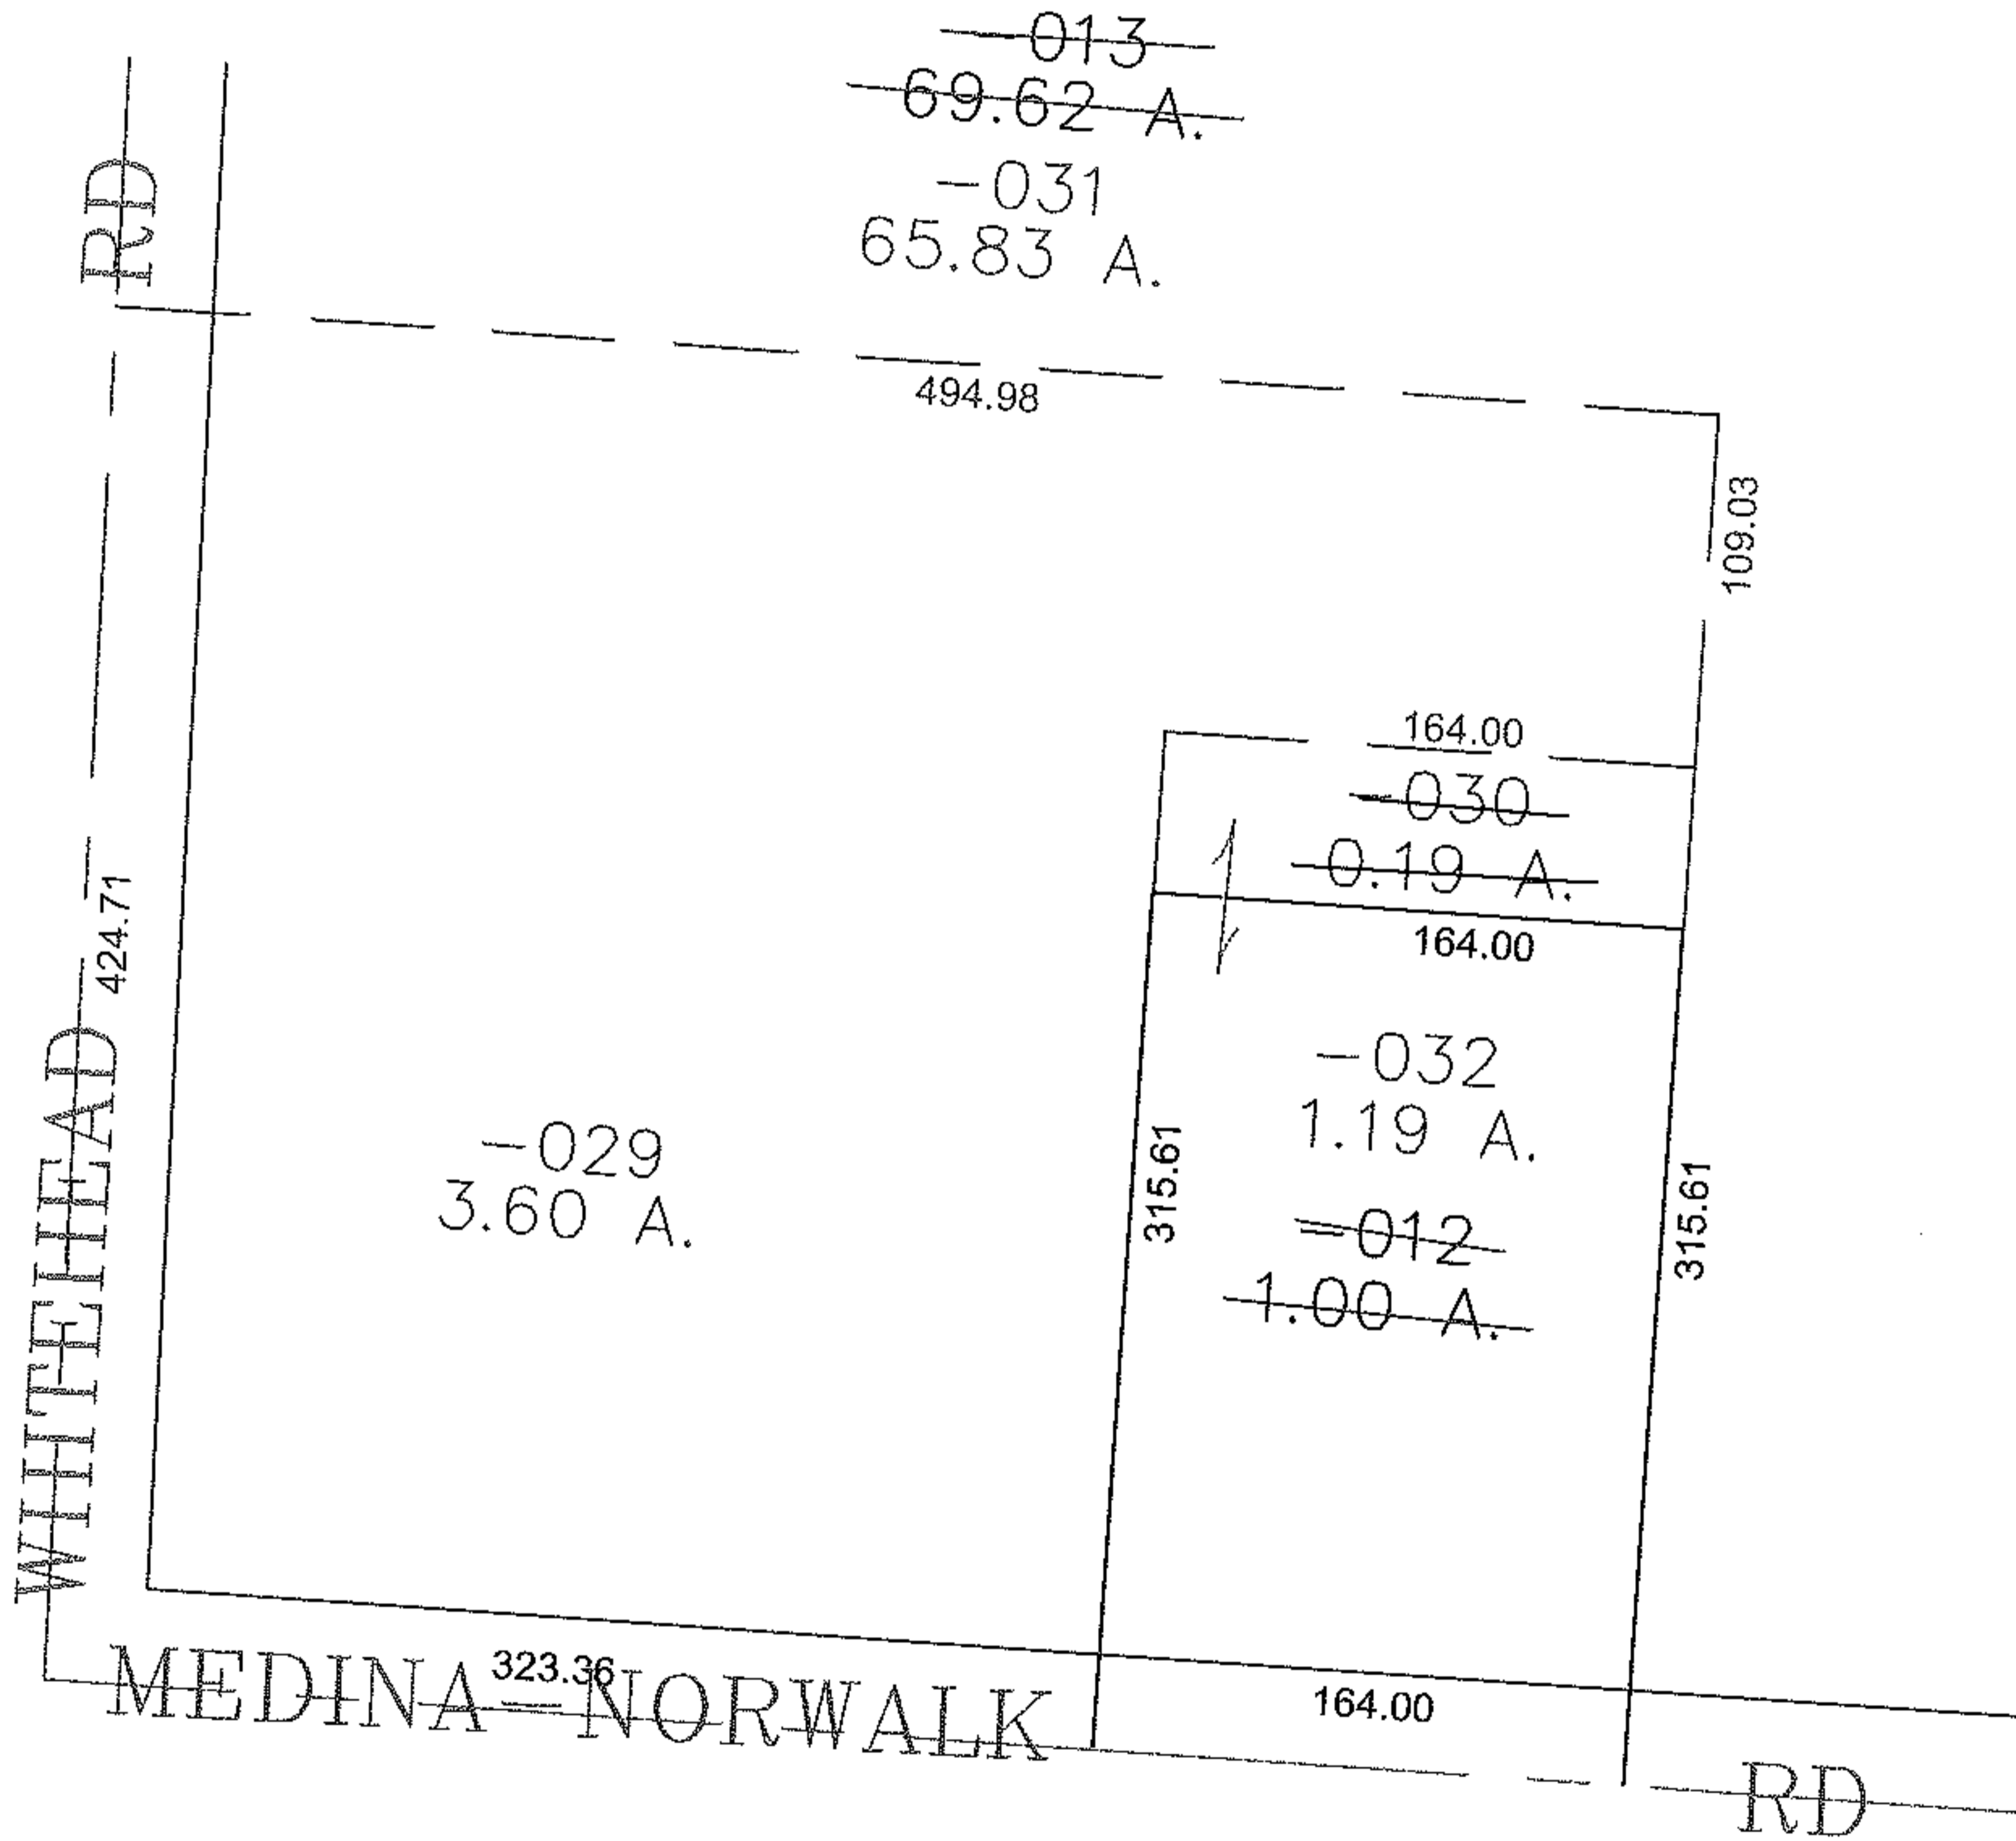 -013
69.62 A.
-031
65.83 A.
RD
494.98
109.03
164.00
-030
0.19 A.
164.00
424.71
WHITEHEAD
-032
1.19 A.
-029
3.60 A.
315.61
315.61
-012
1.00 A.
323.36
MEDINA-NORWALK
164.00
RD